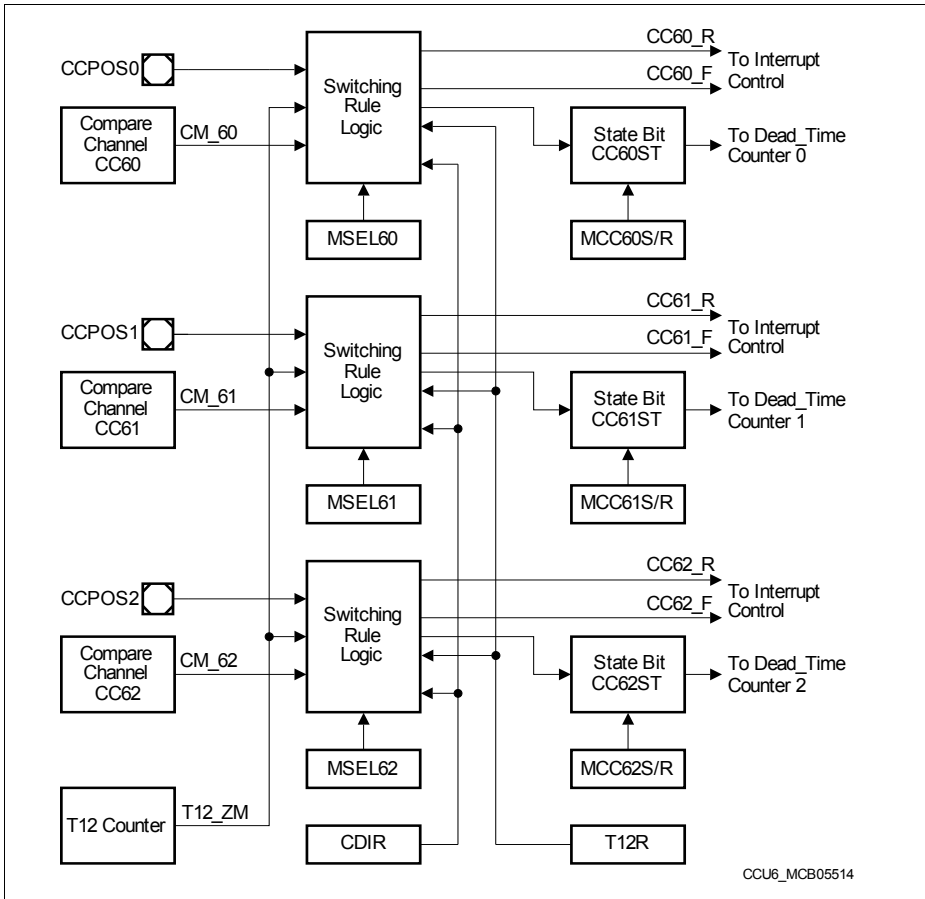 CCPOS0
Compare
Channel
CC60
CM_60
Switching
Rule
Logic
MSEL60
CC60_R
CC60_F
To Interrupt
Control
State Bit
CC60ST
To Dead_Time
Counter 0
MCC60S/R
CCPOS1
Compare
Channel
CC61
CM_61
Switching
Rule
Logic
MSEL61
CC61_R
CC61_F
To Interrupt
Control
State Bit
CC61ST
To Dead_Time
Counter 1
MCC61S/R
CCPOS2
Compare
Channel
CC62
CM_62
Switching
Rule
Logic
MSEL62
CC62_R
CC62_F
To Interrupt
Control
State Bit
CC62ST
To Dead_Time
Counter 2
MCC62S/R
T12 Counter
T12_ZM
CDIR
T12R
CCU6_MCB05514